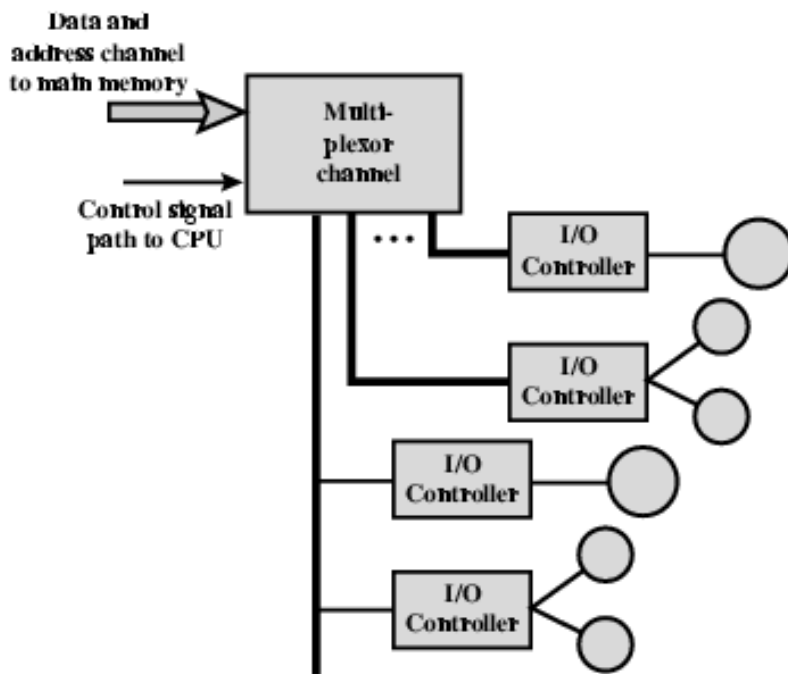 Data and
address channel
to main memory
Multi-
plexor
channel
Control signal
path to CPU
...
I/O
Controller
I/O
Controller
I/O
Controller
I/O
Controller